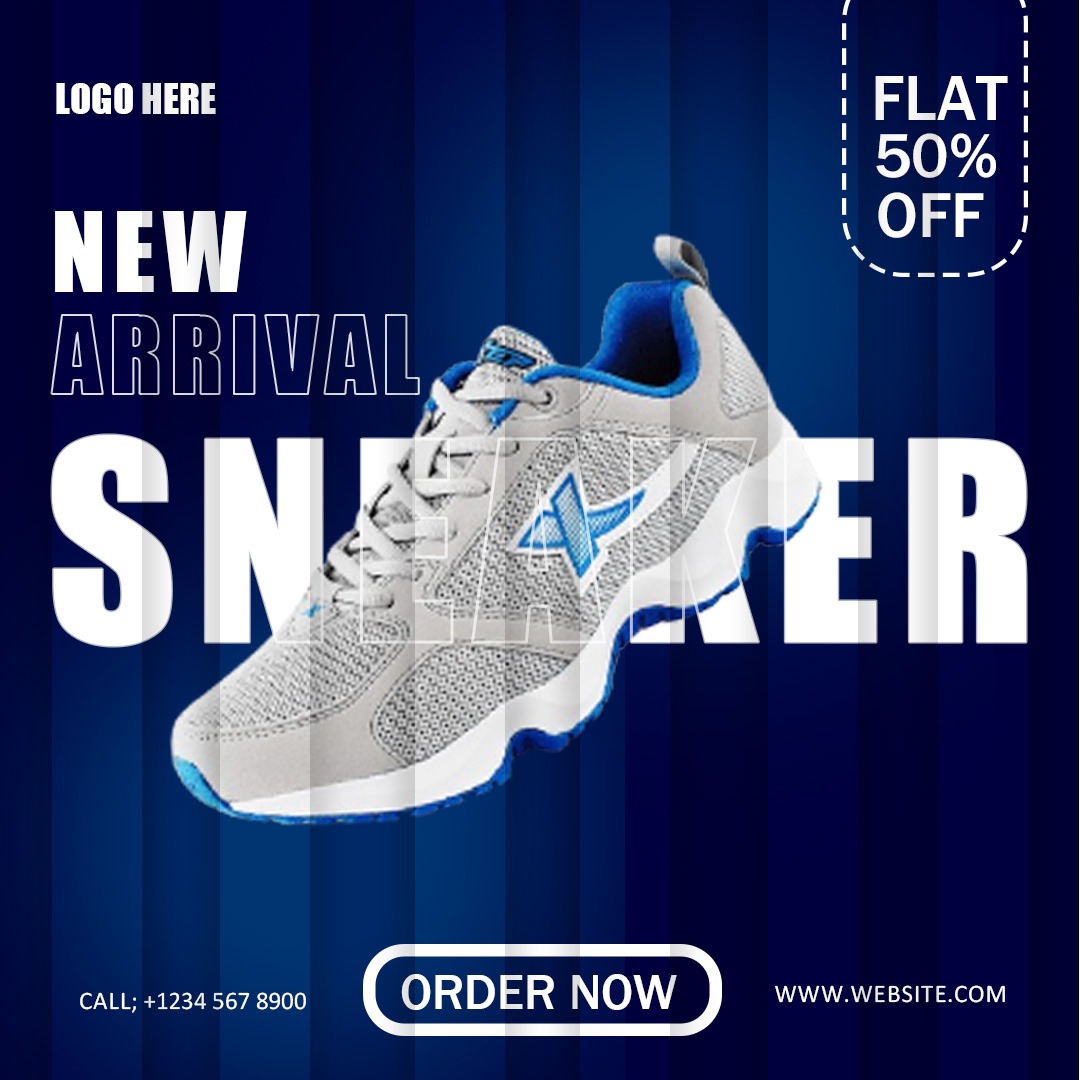 LOGO HERE
FLAT
50%
OFF
NEW
ARRIVAL
SNEAKER
ORDER NOW
CALL; +1234 567 8900
WWW.WEBSITE.COM